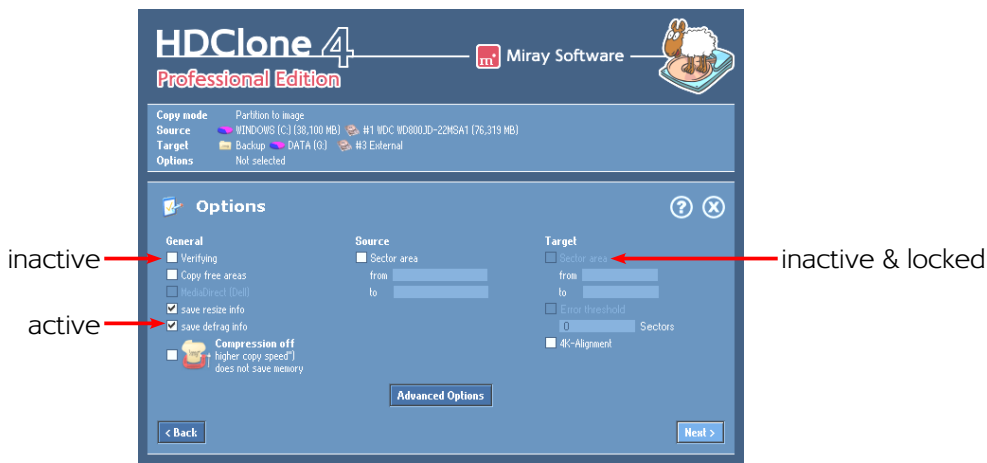 HDClone 4
Professional Edition
m
Miray Software
Copy mode Partition to image
Source WINDOWS (C:) (38,100 MB) #1 WDC WD800JD-22MSA1 (76,319 MB)
Target Backup DATA (G:) #3 External
Options Not selected
Options
? X
General Source Target
inactive Verifying Sector area Sector area inactive & locked
Copy free areas from from
MediaDirect (Dell) to to
save resize info Error threshold
active save defrag info 0 Sectors
Compression off 4K-Alignment
higher copy speed*)
does not save memory
Advanced Options
< Back Next >